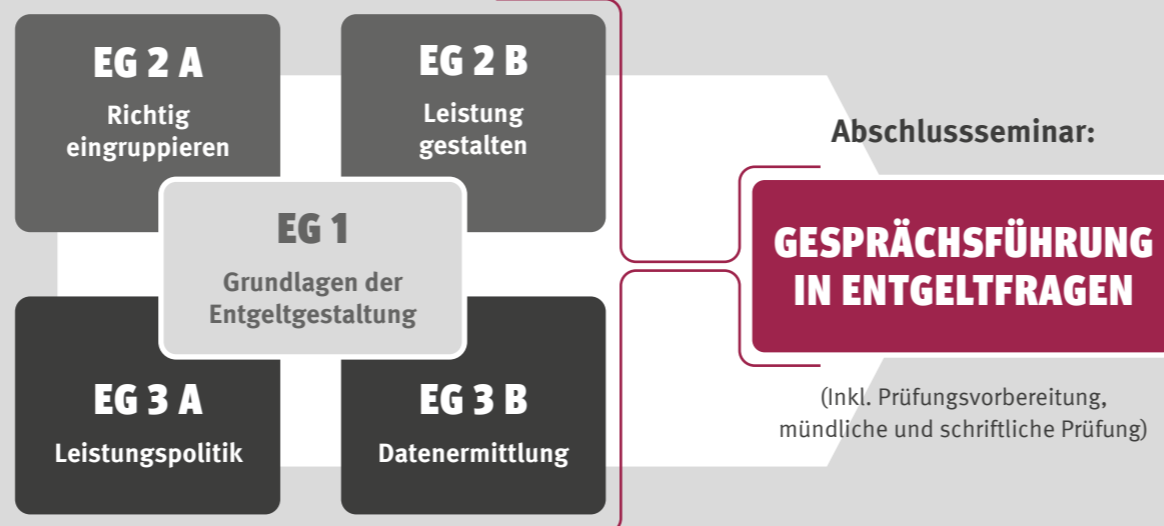 EG 2 A
Richtig
eingruppieren
EG 2 B
Leistung
gestalten
EG 1
Grundlagen der
Entgeltgestaltung
EG 3 A
Leistungspolitik
EG 3 B
Datenermittlung
Abschlussseminar:
GESPRÄCHSFÜHRUNG
IN ENTGELTFRAGEN
(Inkl. Prüfungsvorbereitung,
mündliche und schriftliche Prüfung)